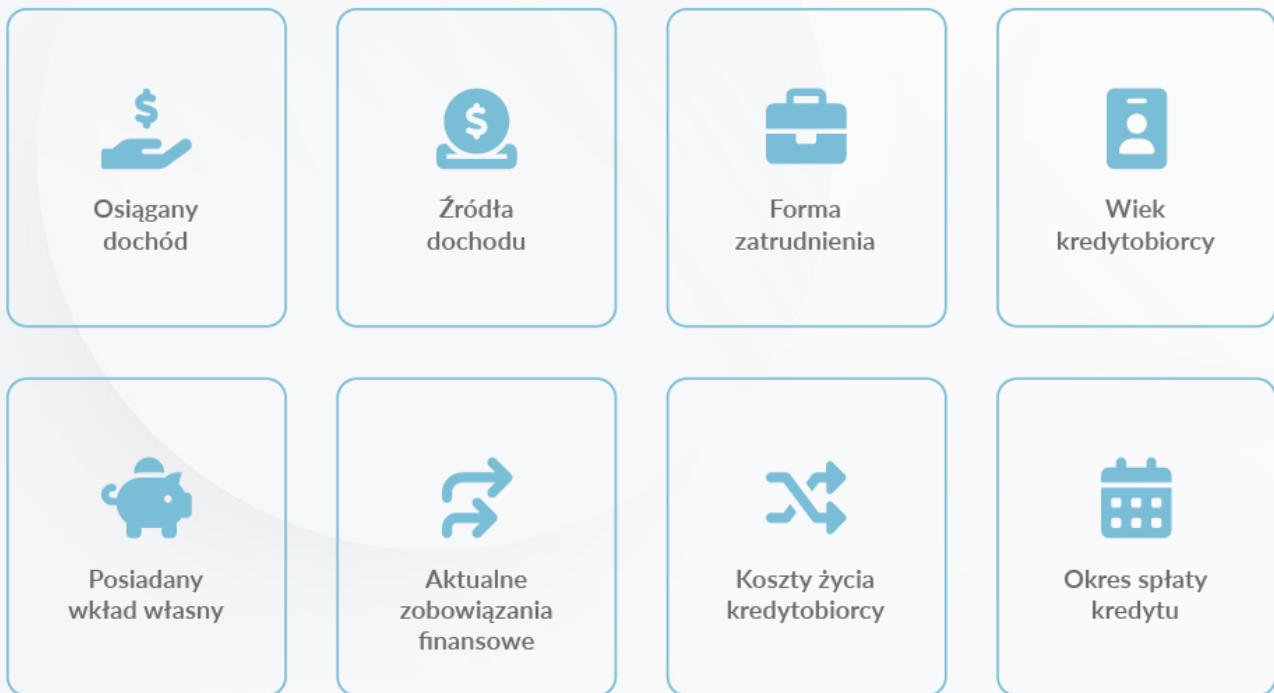 Osiągany
dochód
Źródła
dochodu
Forma
zatrudnienia
Wiek
kredytobiorcy
Posiadany
wkład własny
Aktualne
zobowiązania
finansowe
Koszty życia
kredytobiorcy
Okres spłaty
kredytu